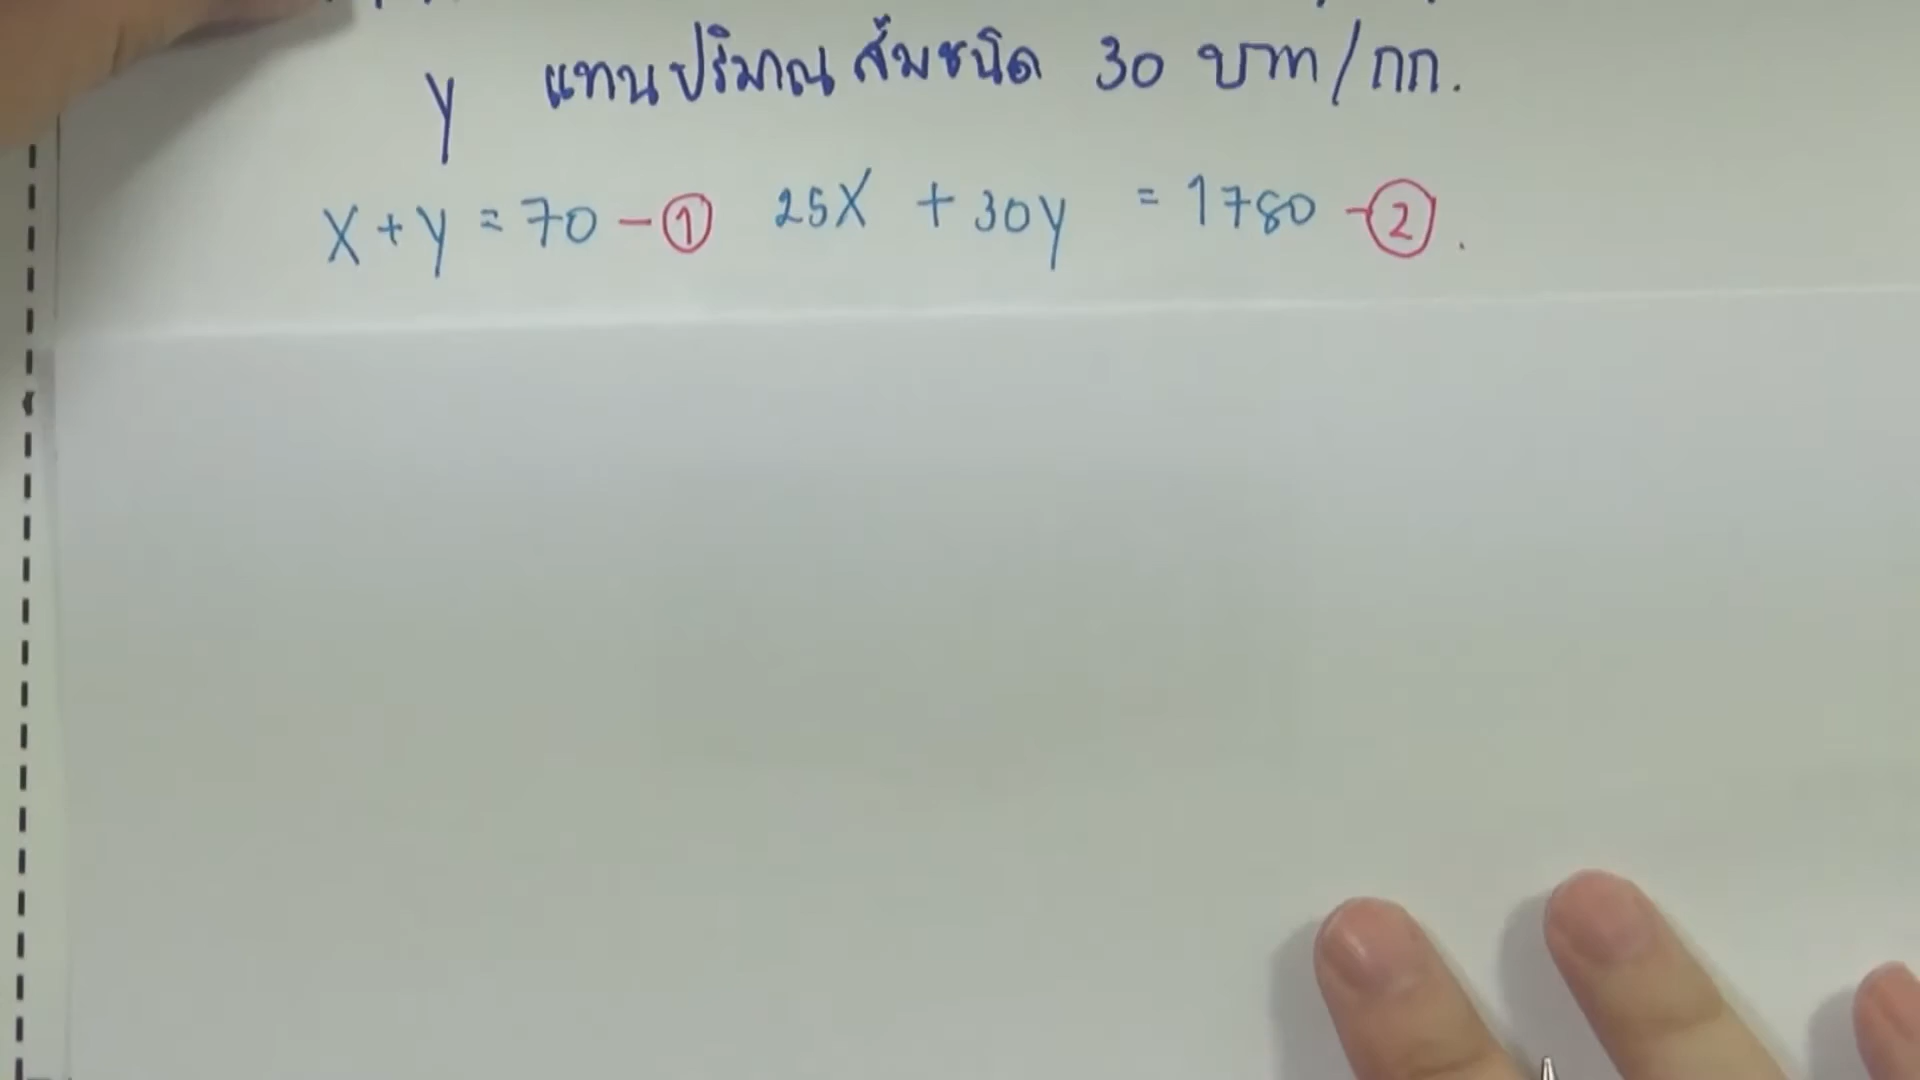 y แทนปริมาณส้มชนิด 30 บาท/กก.
x + y = 70 - ① 25x + 30y = 1780 - ② .